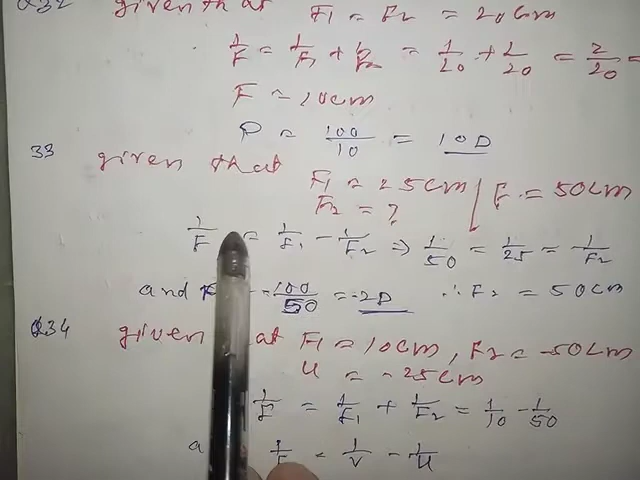 Q32 given that F1 = F2 = 20cm
1/F = 1/F1 + 1/F2 = 1/20 + 1/20 = 2/20 =
F = 10cm
P = 100/10 = 10D
33 given that F1 = 25cm / F = 50cm
F2 = ?
1/F = 1/F1 - 1/F2 => 1/50 = 1/25 = 1/F2
and = 100/50 = -2D ∴ F2 = 50cm
Q34 given at F1 = 10cm, F2 = -50cm
u = -25cm
1/F = 1/F1 + 1/F2 = 1/10 - 1/50
a 1/F = 1/V - 1/u